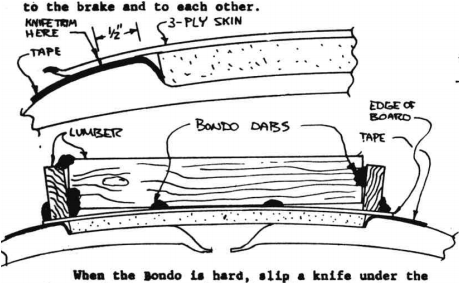 to the brake and to each other.
KNIFE TRIM
HERE
1/2"
3-PLY SKIN
TAPE
LUMBER
BONDO DABS
EDGE OF
BOARD
TAPE
When the Bondo is hard, slip a knife under the